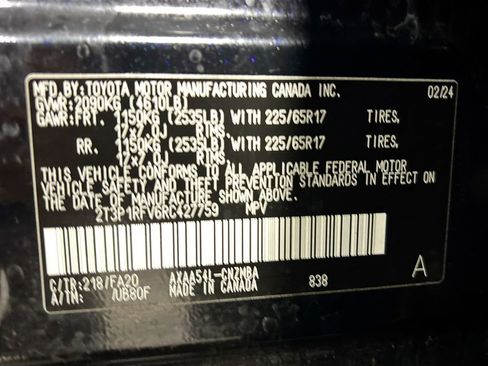 MFD.BY:TOYOTA MOTOR MANUFACTURING CANADA INC. 02/24
GVWR:2090KG (4610LB)
GAWR:FRT. 1150KG (2535LB) WITH 225/65R17 TIRES,
17x7.0J RIMS,
RR. 1150KG (2535LB) WITH 225/65R17 TIRES,
17x7.0J RIMS,
THIS VEHICLE CONFORMS TO ALL APPLICABLE FEDERAL MOTOR
VEHICLE SAFETY AND THEFT PREVENTION STANDARDS IN EFFECT ON
THE DATE OF MANUFACTURE SHOWN ABOVE.
2T3P1RFV6RC427759 MPV
C/TR:218/FA20 AXAA54L-CNZMBA
A/TM: /UB80F MADE IN CANADA 838 A